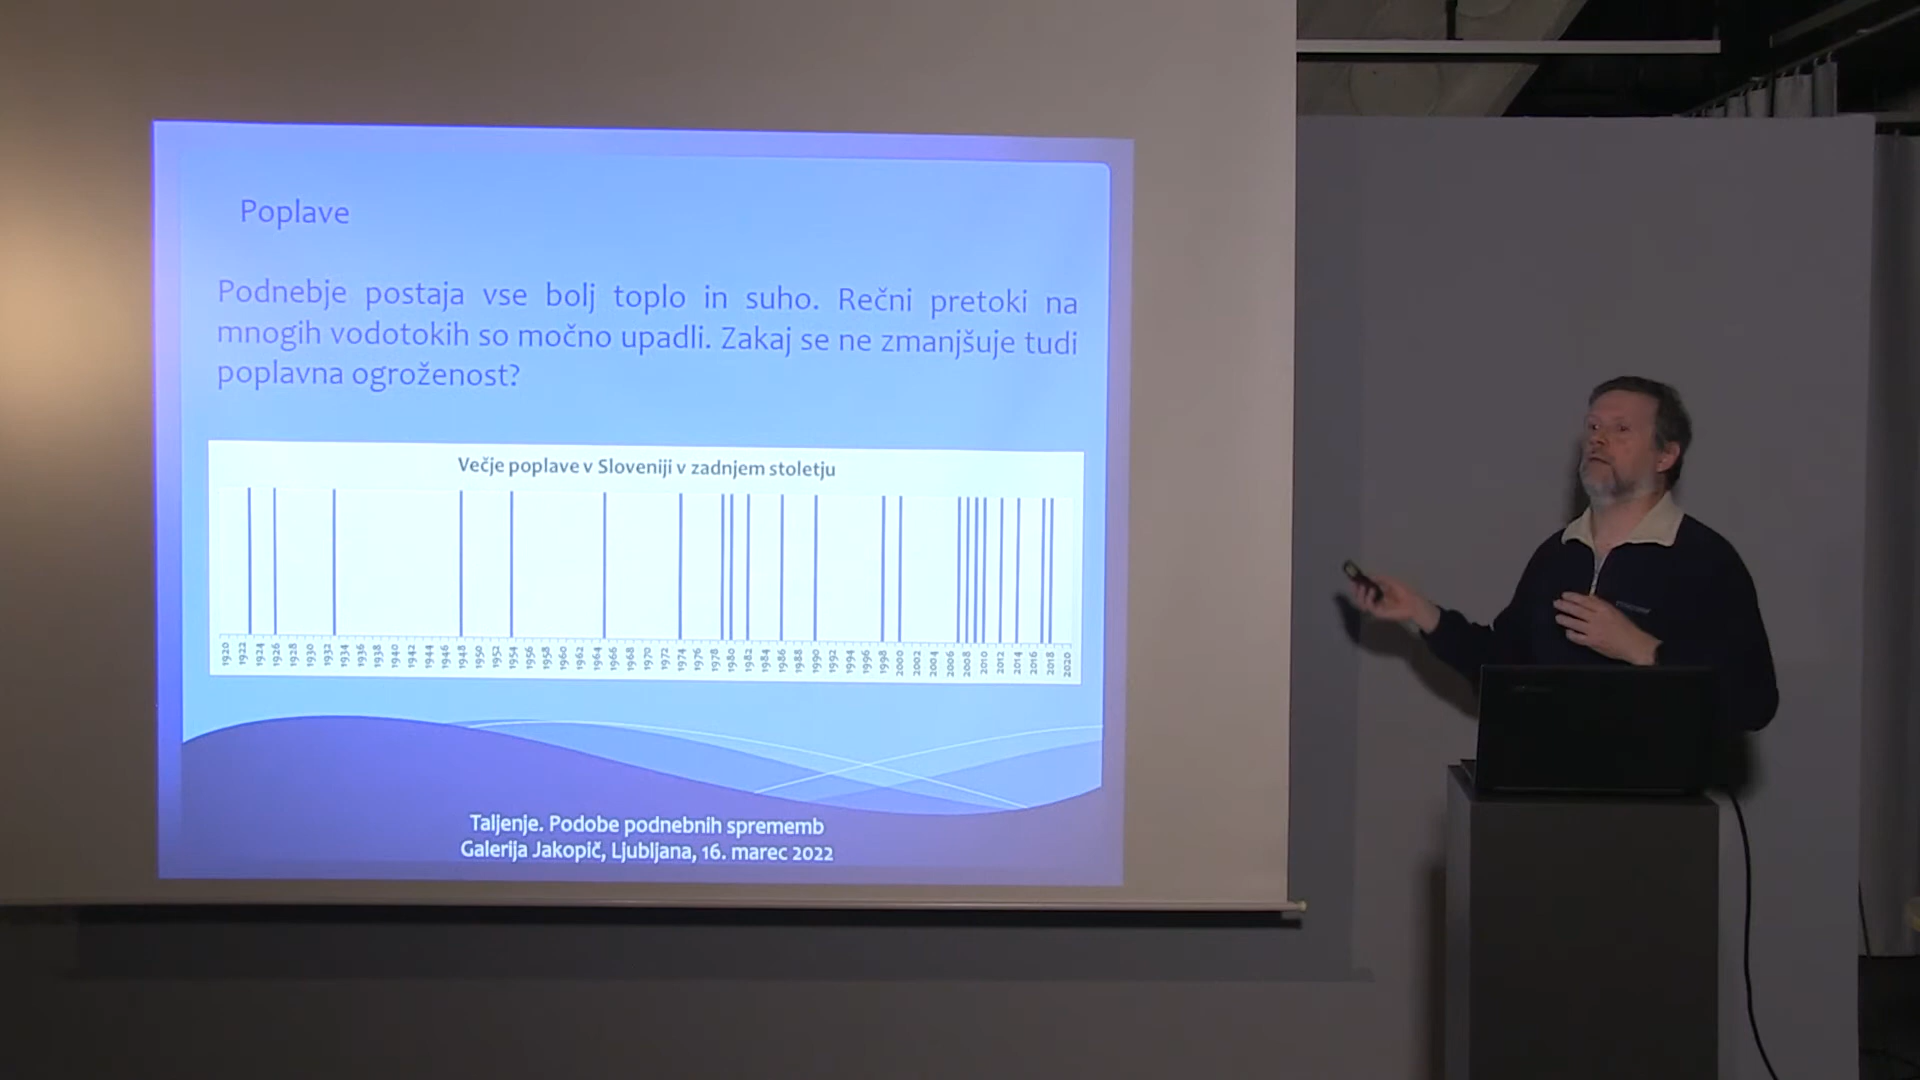 Poplave
Podnebje postaja vse bolj toplo in suho. Rečni pretoki na
mnogih vodotokih so močno upadli. Zakaj se ne zmanjšuje tudi
poplavna ogroženost?
Večje poplave v Sloveniji v zadnjem stoletju
1920 1922 1924 1926 1928 1930 1932 1934 1936 1938 1940 1942 1944 1946 1948 1950 1952 1954 1956 1958 1960 1962 1964 1966 1968 1970 1972 1974 1976 1978 1980 1982 1984 1986 1988 1990 1992 1994 1996 1998 2000 2002 2004 2006 2008 2010 2012 2014 2016 2018 2020
Taljenje. Podobe podnebnih sprememb
Galerija Jakopič, Ljubljana, 16. marec 2022